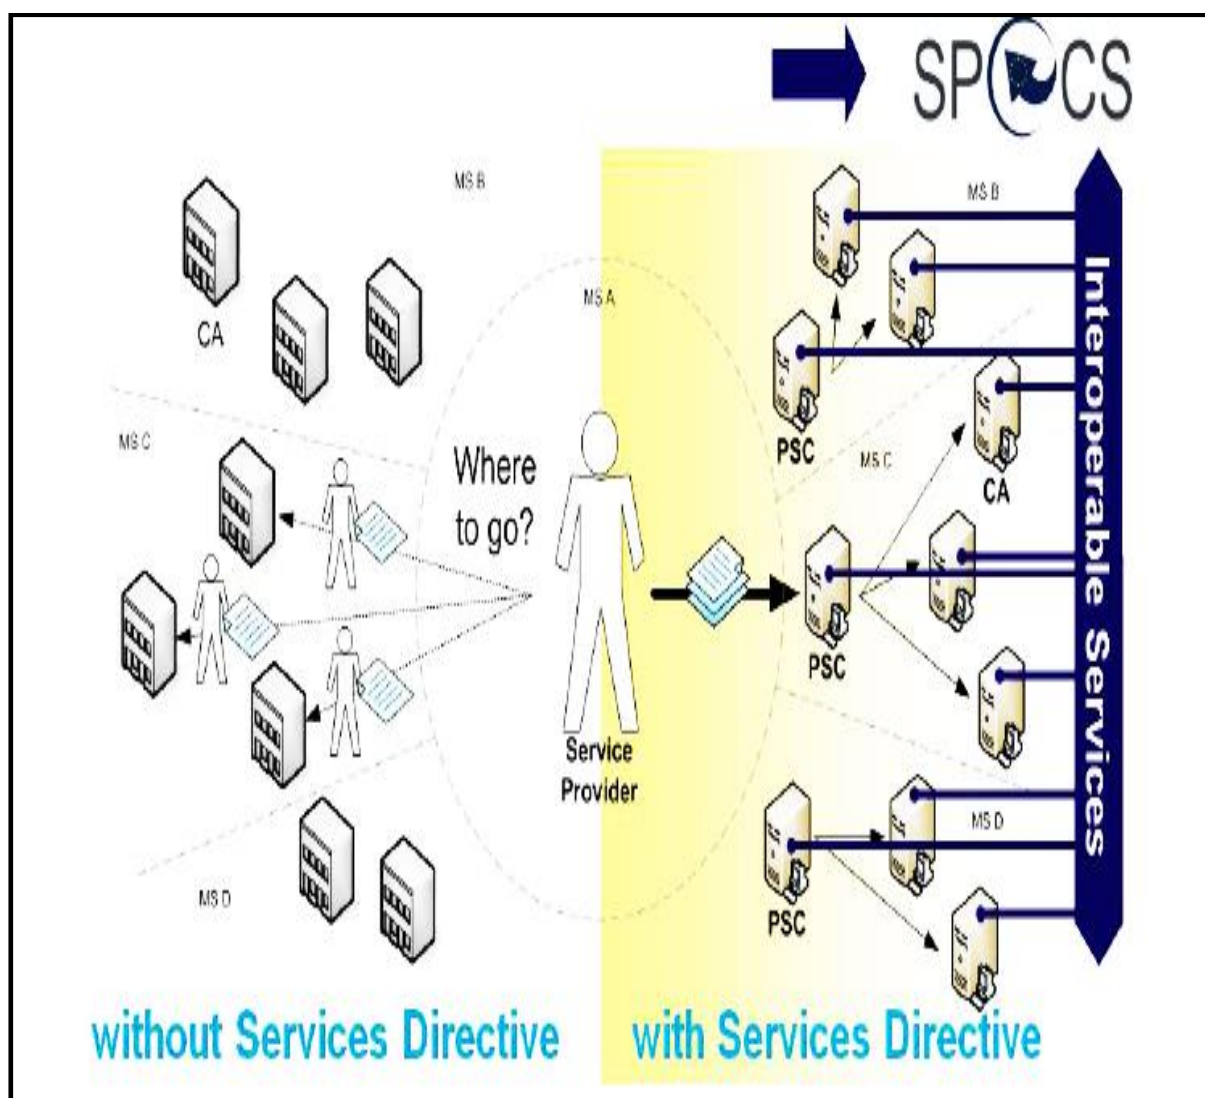 SPOCS
MS B
MS B
MS A
CA
PSC
MS C
MS C
CA
Where
to go?
PSC
Service
Provider
MS D
MS D
PSC
Interoperable Services
without Services Directive
with Services Directive